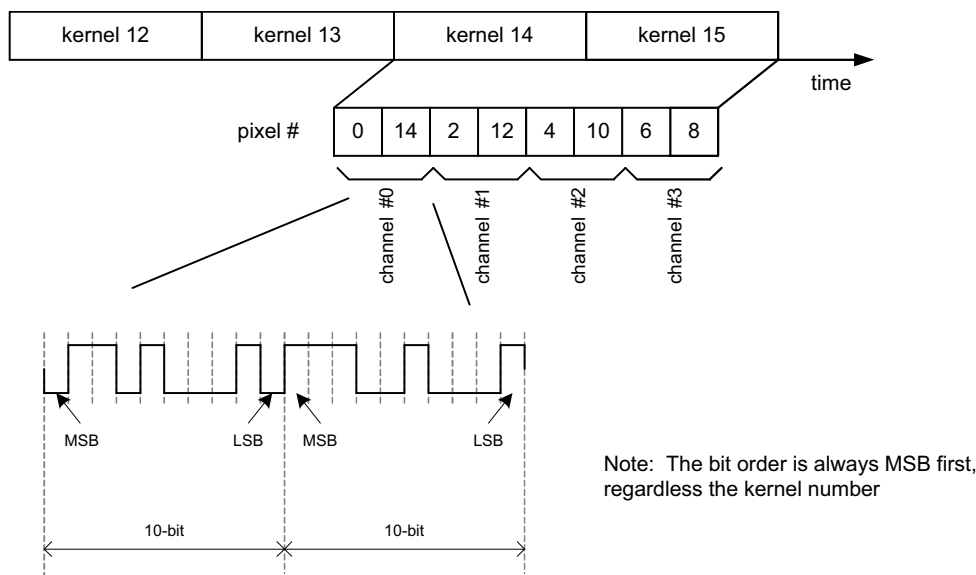 kernel 12 kernel 13 kernel 14 kernel 15
time
pixel # 0 14 2 12 4 10 6 8
channel #0 channel #1 channel #2 channel #3
MSB LSB MSB LSB
Note: The bit order is always MSB first,
regardless the kernel number
10-bit 10-bit